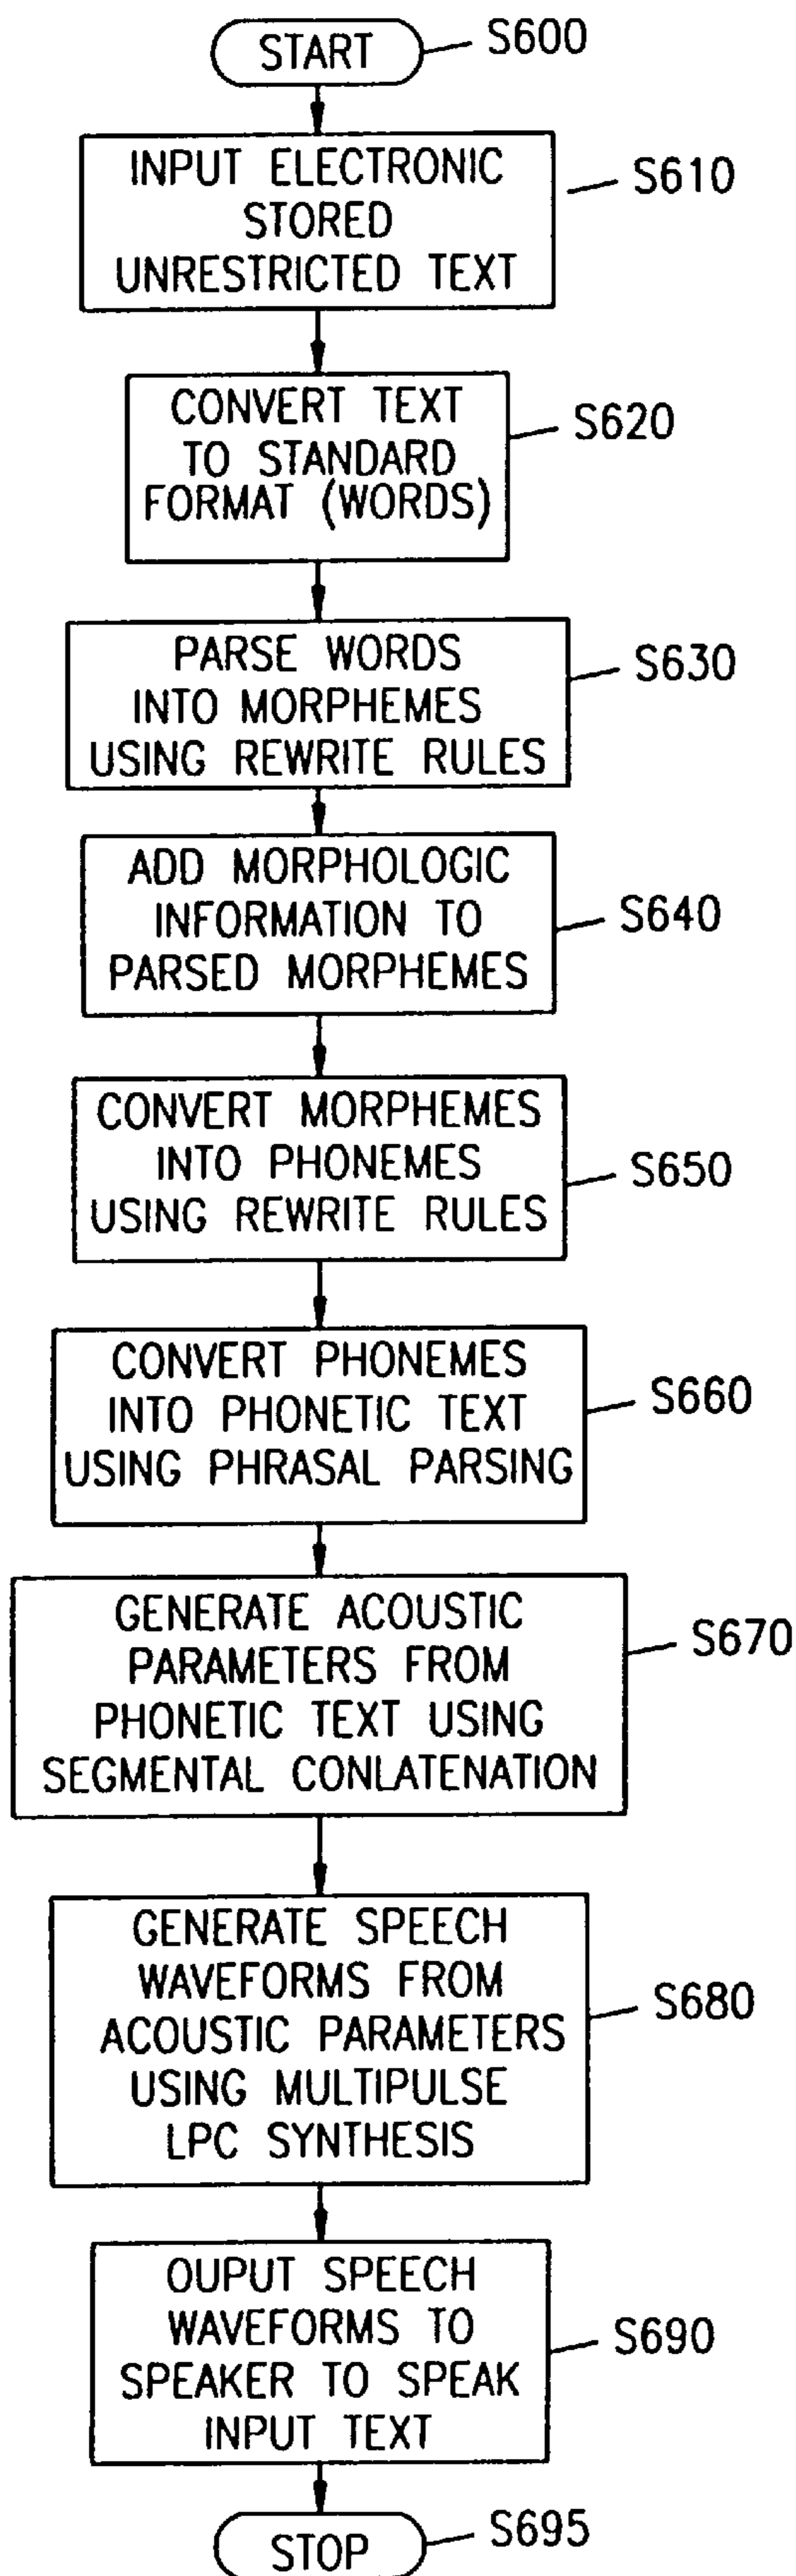 START
S600
INPUT ELECTRONIC
STORED
UNRESTRICTED TEXT
S610
CONVERT TEXT
TO STANDARD
FORMAT (WORDS)
S620
PARSE WORDS
INTO MORPHEMES
USING REWRITE RULES
S630
ADD MORPHOLOGIC
INFORMATION TO
PARSED MORPHEMES
S640
CONVERT MORPHEMES
INTO PHONEMES
USING REWRITE RULES
S650
CONVERT PHONEMES
INTO PHONETIC TEXT
USING PHRASAL PARSING
S660
GENERATE ACOUSTIC
PARAMETERS FROM
PHONETIC TEXT USING
SEGMENTAL CONLATENATION
S670
GENERATE SPEECH
WAVEFORMS FROM
ACOUSTIC PARAMETERS
USING MULTIPULSE
LPC SYNTHESIS
S680
OUPUT SPEECH
WAVEFORMS TO
SPEAKER TO SPEAK
INPUT TEXT
S690
STOP
S695